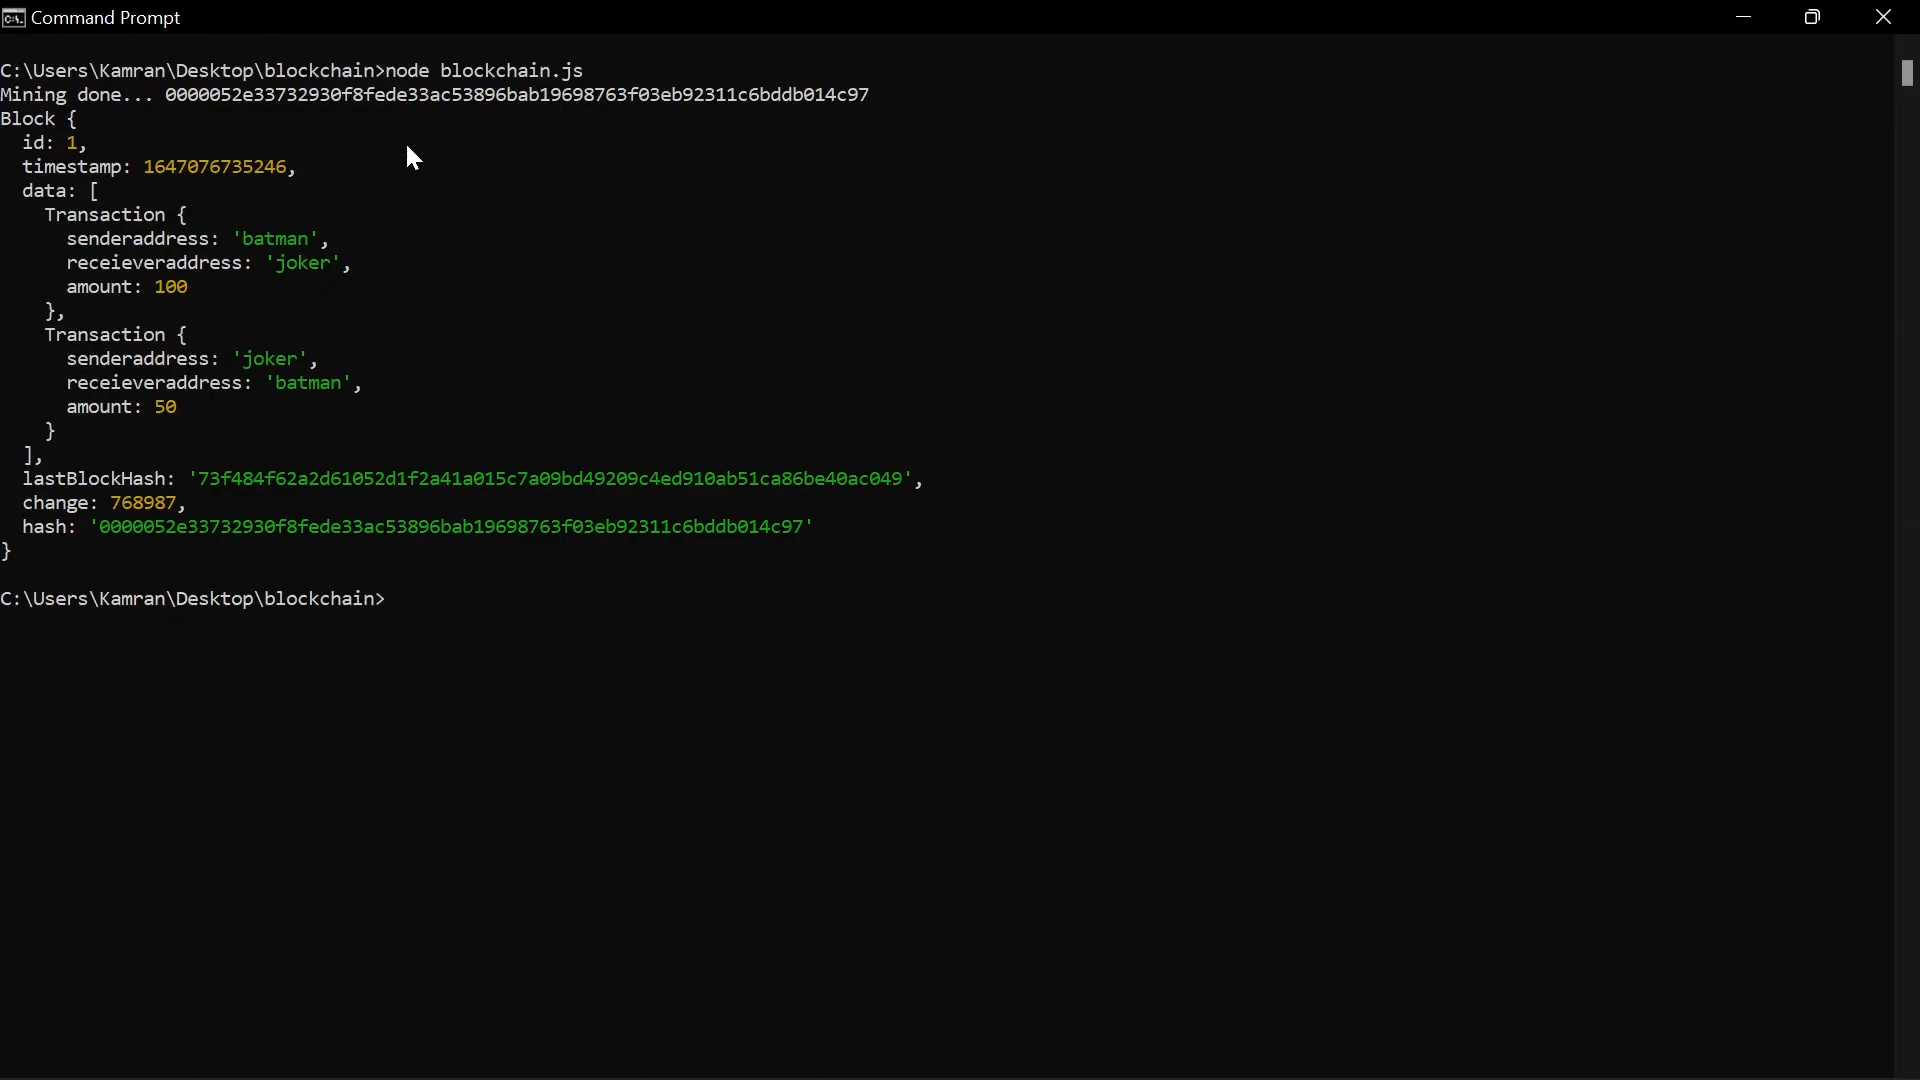 Command Prompt
C:\Users\Kamran\Desktop\blockchain>node blockchain.js
Mining done... 0000052e33732930f8fede33ac53896bab19698763f03eb92311c6bddb014c97
Block {
  id: 1,
  timestamp: 1647076735246,
  data: [
    Transaction {
      senderaddress: 'batman',
      receieveraddress: 'joker',
      amount: 100
    },
    Transaction {
      senderaddress: 'joker',
      receieveraddress: 'batman',
      amount: 50
    }
  ],
  lastBlockHash: '73f484f62a2d61052d1f2a41a015c7a09bd49209c4ed910ab51ca86be40ac049',
  change: 768987,
  hash: '0000052e33732930f8fede33ac53896bab19698763f03eb92311c6bddb014c97'
}
C:\Users\Kamran\Desktop\blockchain>